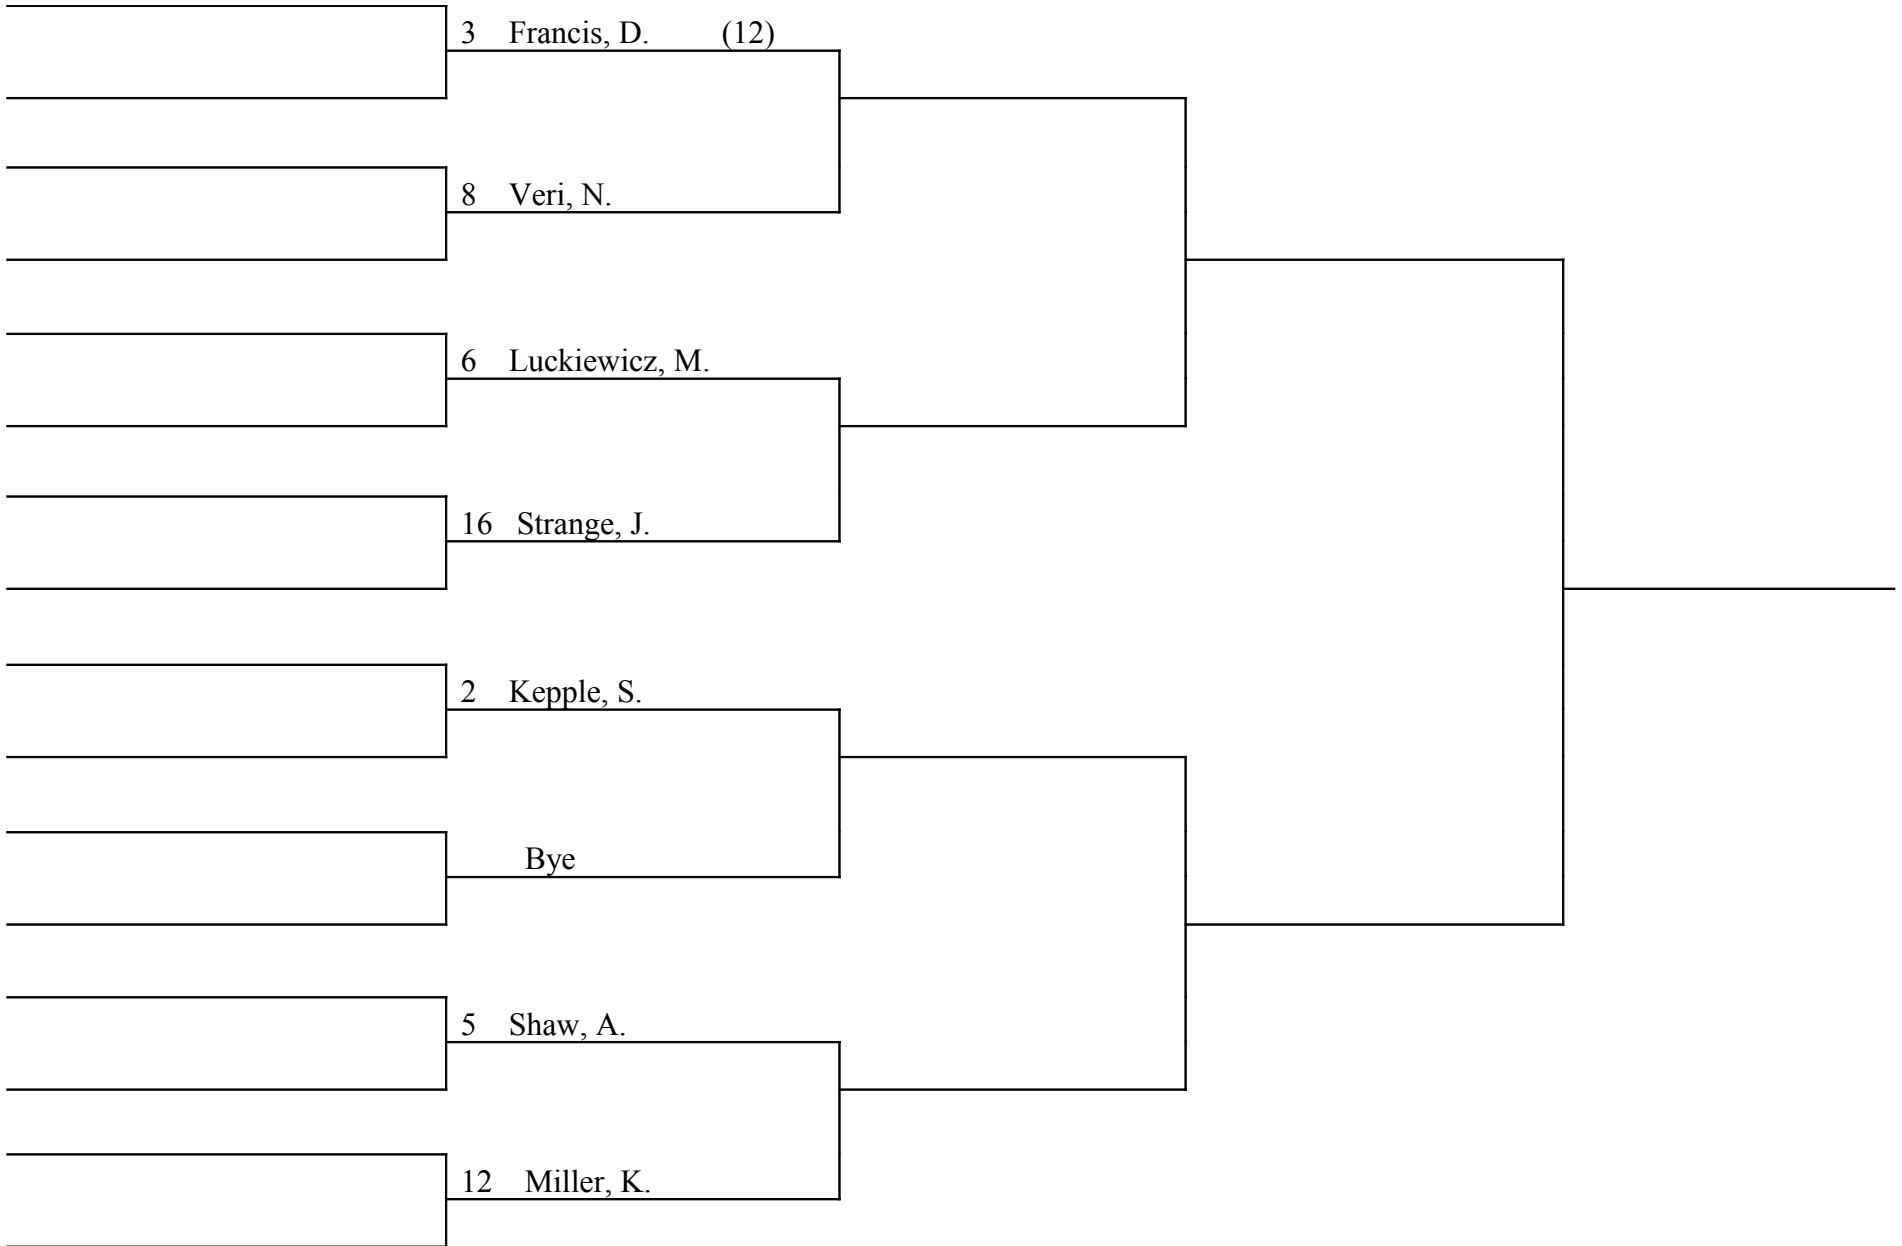 3 Francis, D. (12)
8 Veri, N.
6 Luckiewicz, M.
16 Strange, J.
2 Kepple, S.
Bye
5 Shaw, A.
12 Miller, K.